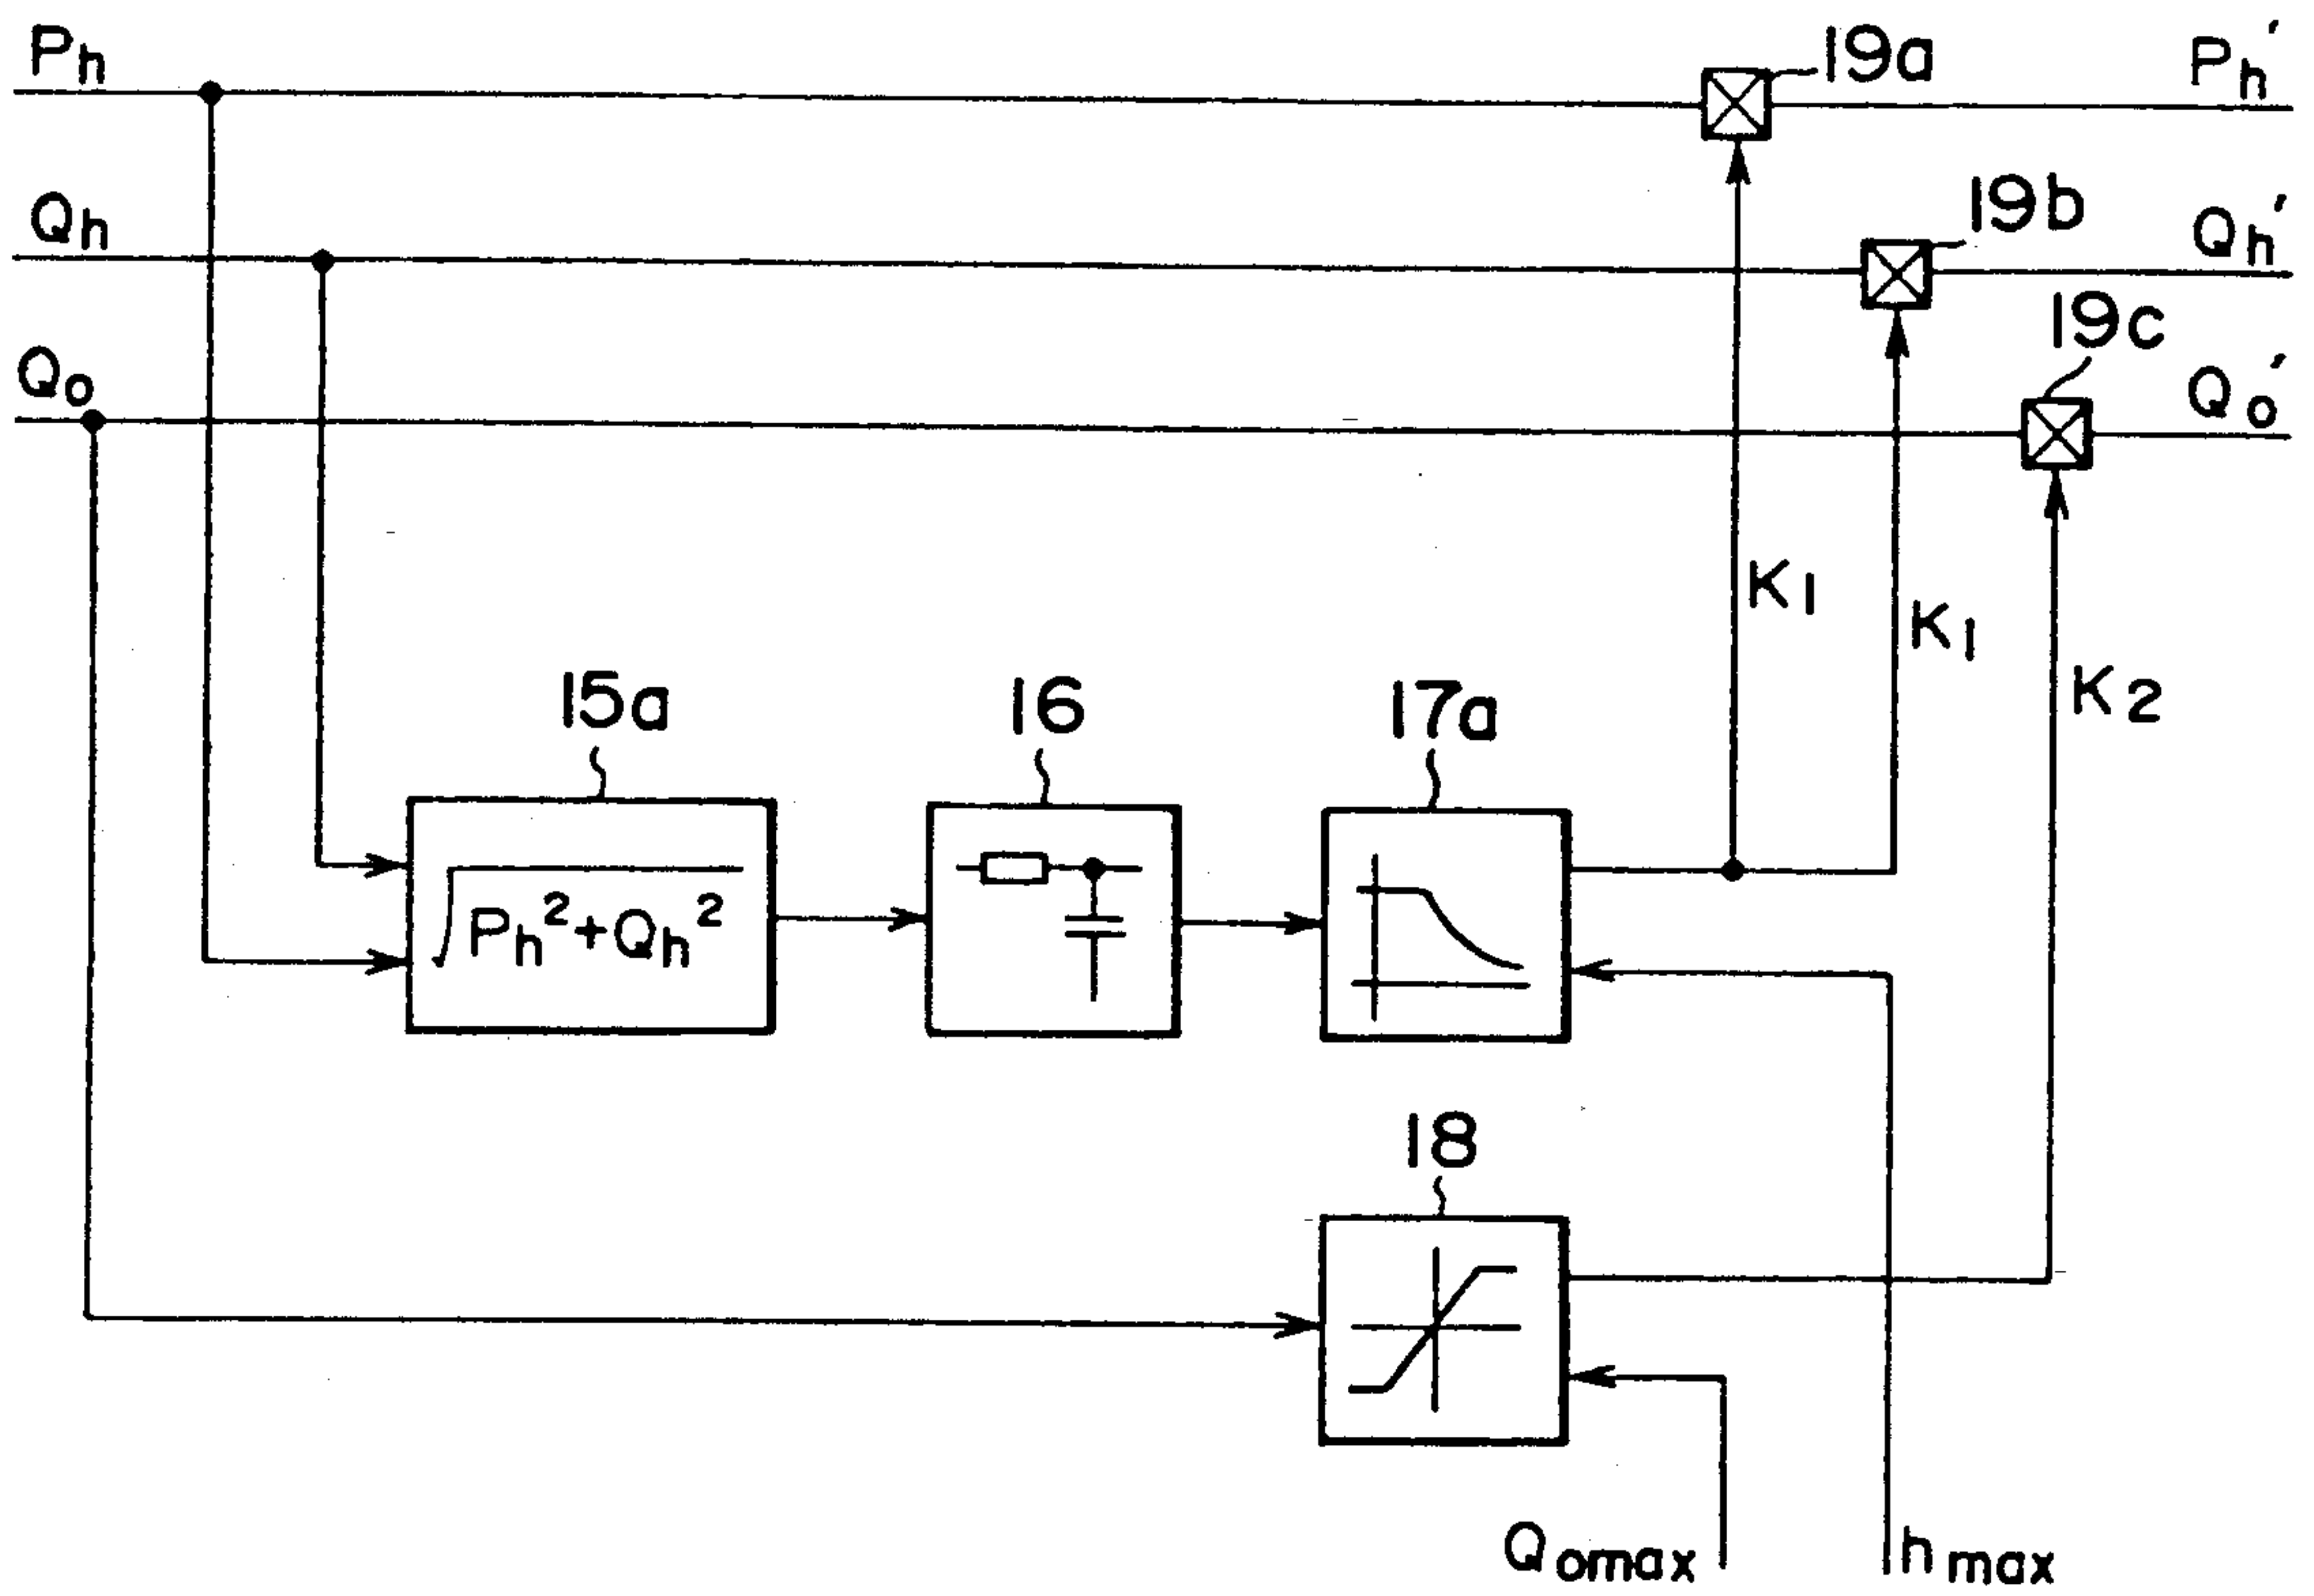 Ph
19a
Ph'
Qh
19b
Qh'
Qo
19c
Qo'
K1
K1
K2
15a
16
17a
√Ph²+Qh²
18
Qomax
hmax